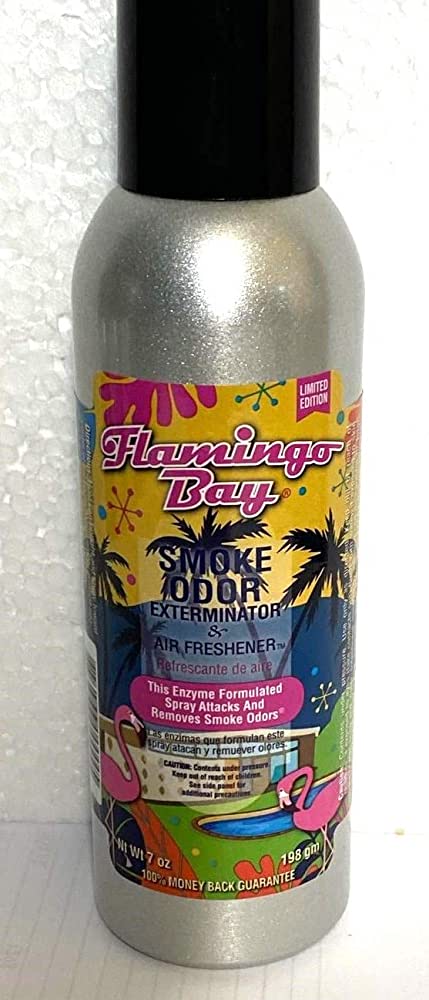 LIMITED
EDITION
Flamingo
Bay®
SMOKE
ODOR
EXTERMINATOR
&
AIR FRESHENER™
Refrescante de aire
This Enzyme Formulated
Spray Attacks And
Removes Smoke Odors®
Las enzimas que formulan este
spray atacan y remuever olores.
CAUTION: Contents under pressure.
Keep out of reach of children.
See side panel for
additional precautions.
Nt Wt 7 oz 198 gm
100% MONEY BACK GUARANTEE